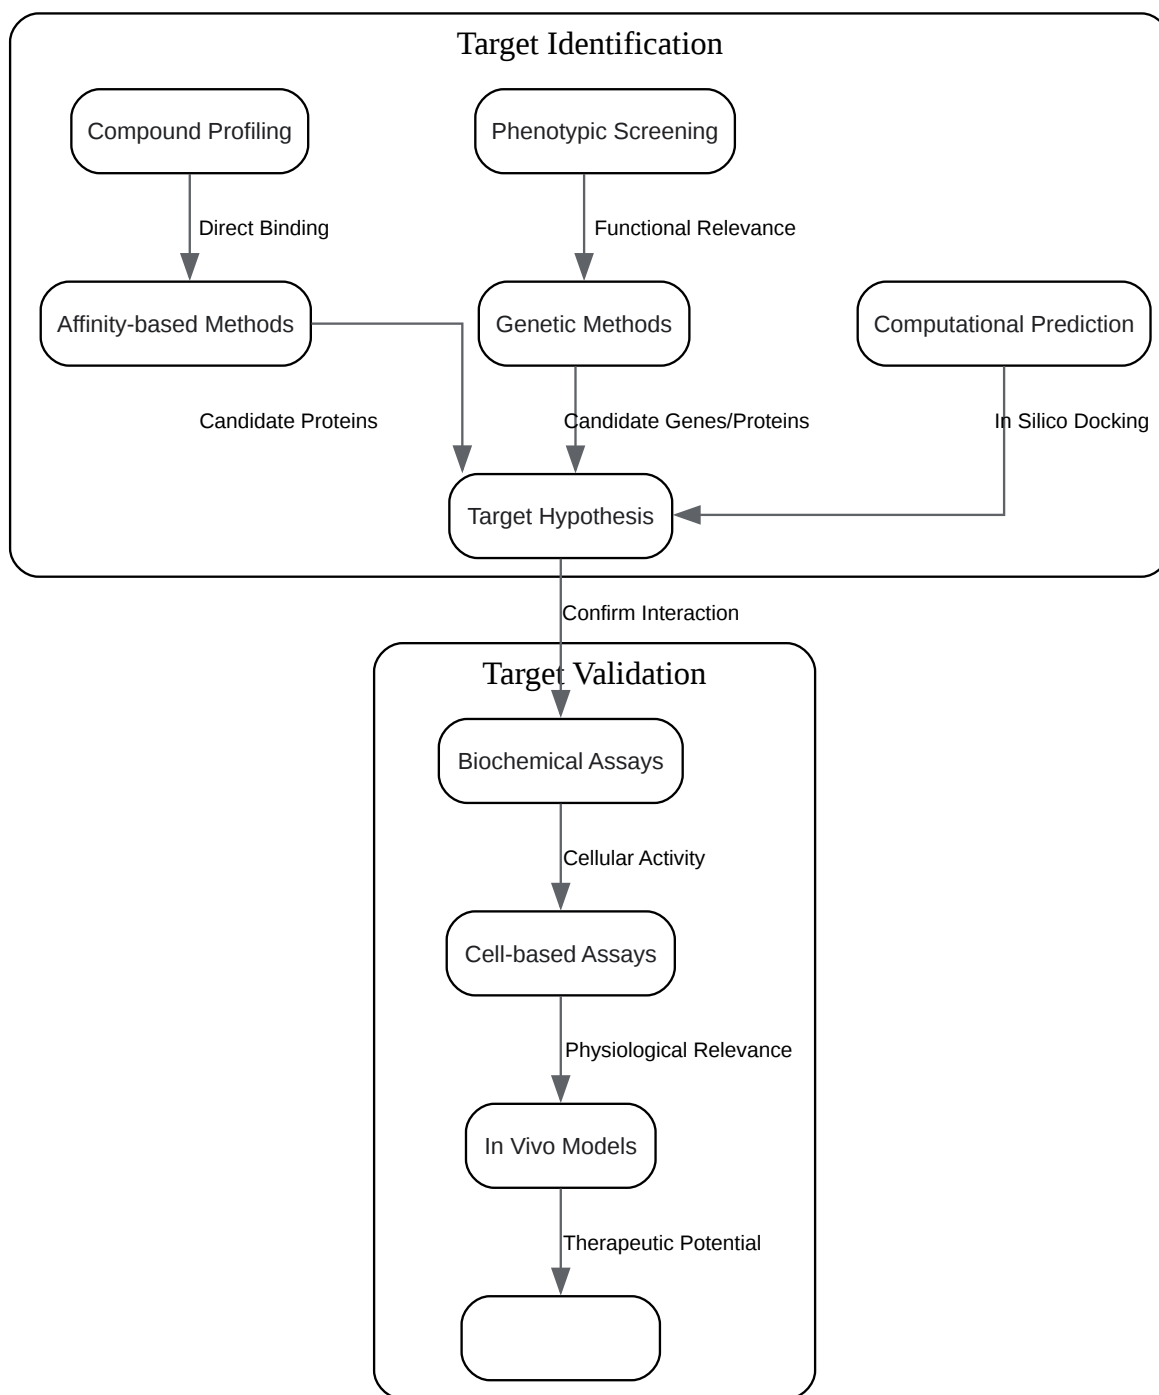 Target Identification
Compound Profiling
Phenotypic Screening
Direct Binding
Functional Relevance
Affinity-based Methods
Genetic Methods
Computational Prediction
Candidate Proteins
Candidate Genes/Proteins
In Silico Docking
Target Hypothesis
Confirm Interaction
Target Validation
Biochemical Assays
Cellular Activity
Cell-based Assays
Physiological Relevance
In Vivo Models
Therapeutic Potential